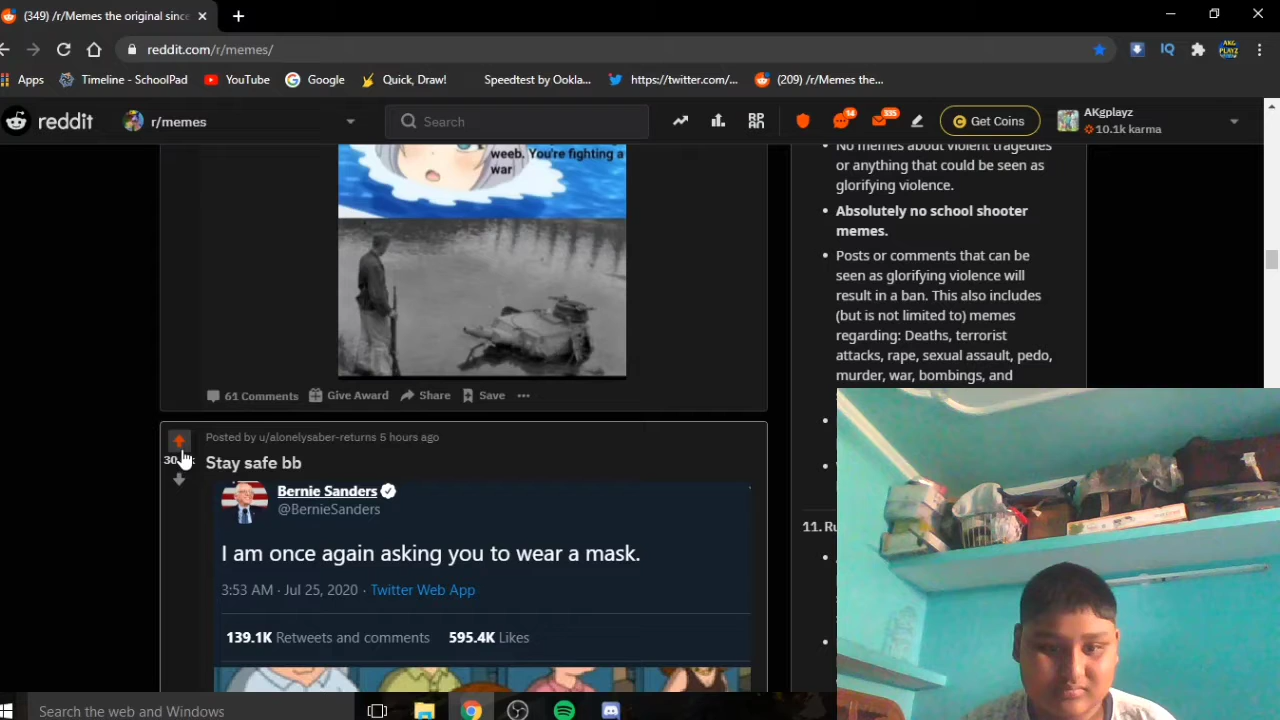 (349) /r/Memes the original since
reddit.com/r/memes/
Apps
Timeline - SchoolPad
YouTube
Google
Quick, Draw!
Speedtest by Ookla...
https://twitter.com/...
(209) /r/Memes the...
reddit
r/memes
Search
14
335
Get Coins
AKgplayz
10.1k karma
weeb. You're fighting a
war
61 Comments
Give Award
Share
Save
Posted by u/alonelysaber-returns 5 hours ago
Stay safe bb
Bernie Sanders
@BernieSanders
I am once again asking you to wear a mask.
3:53 AM · Jul 25, 2020 · Twitter Web App
139.1K Retweets and comments 595.4K Likes
No memes about violent tragedies
or anything that could be seen as
glorifying violence.
Absolutely no school shooter
memes.
Posts or comments that can be
seen as glorifying violence will
result in a ban. This also includes
(but is not limited to) memes
regarding: Deaths, terrorist
attacks, rape, sexual assault, pedo,
murder, war, bombings, and
11. Ru
Search the web and Windows